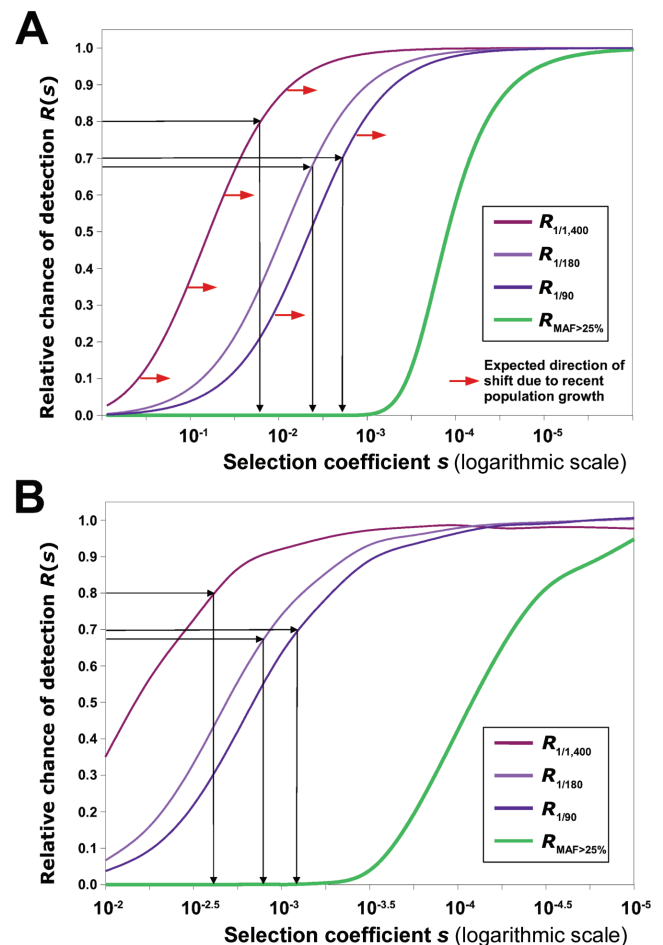 A
Relative chance of detection R(s)
1.0
0.9
0.8
0.7
0.6
0.5
0.4
0.3
0.2
0.1
0.0
R1/1,400
R1/180
R1/90
RMAF>25%
Expected direction of
shift due to recent
population growth
10-1
10-2
10-3
10-4
10-5
Selection coefficient s (logarithmic scale)
B
Relative chance of detection R(s)
1.0
0.9
0.8
0.7
0.6
0.5
0.4
0.3
0.2
0.1
0.0
R1/1,400
R1/180
R1/90
RMAF>25%
10-2
10-2.5
10-3
10-3.5
10-4
10-4.5
10-5
Selection coefficient s (logarithmic scale)